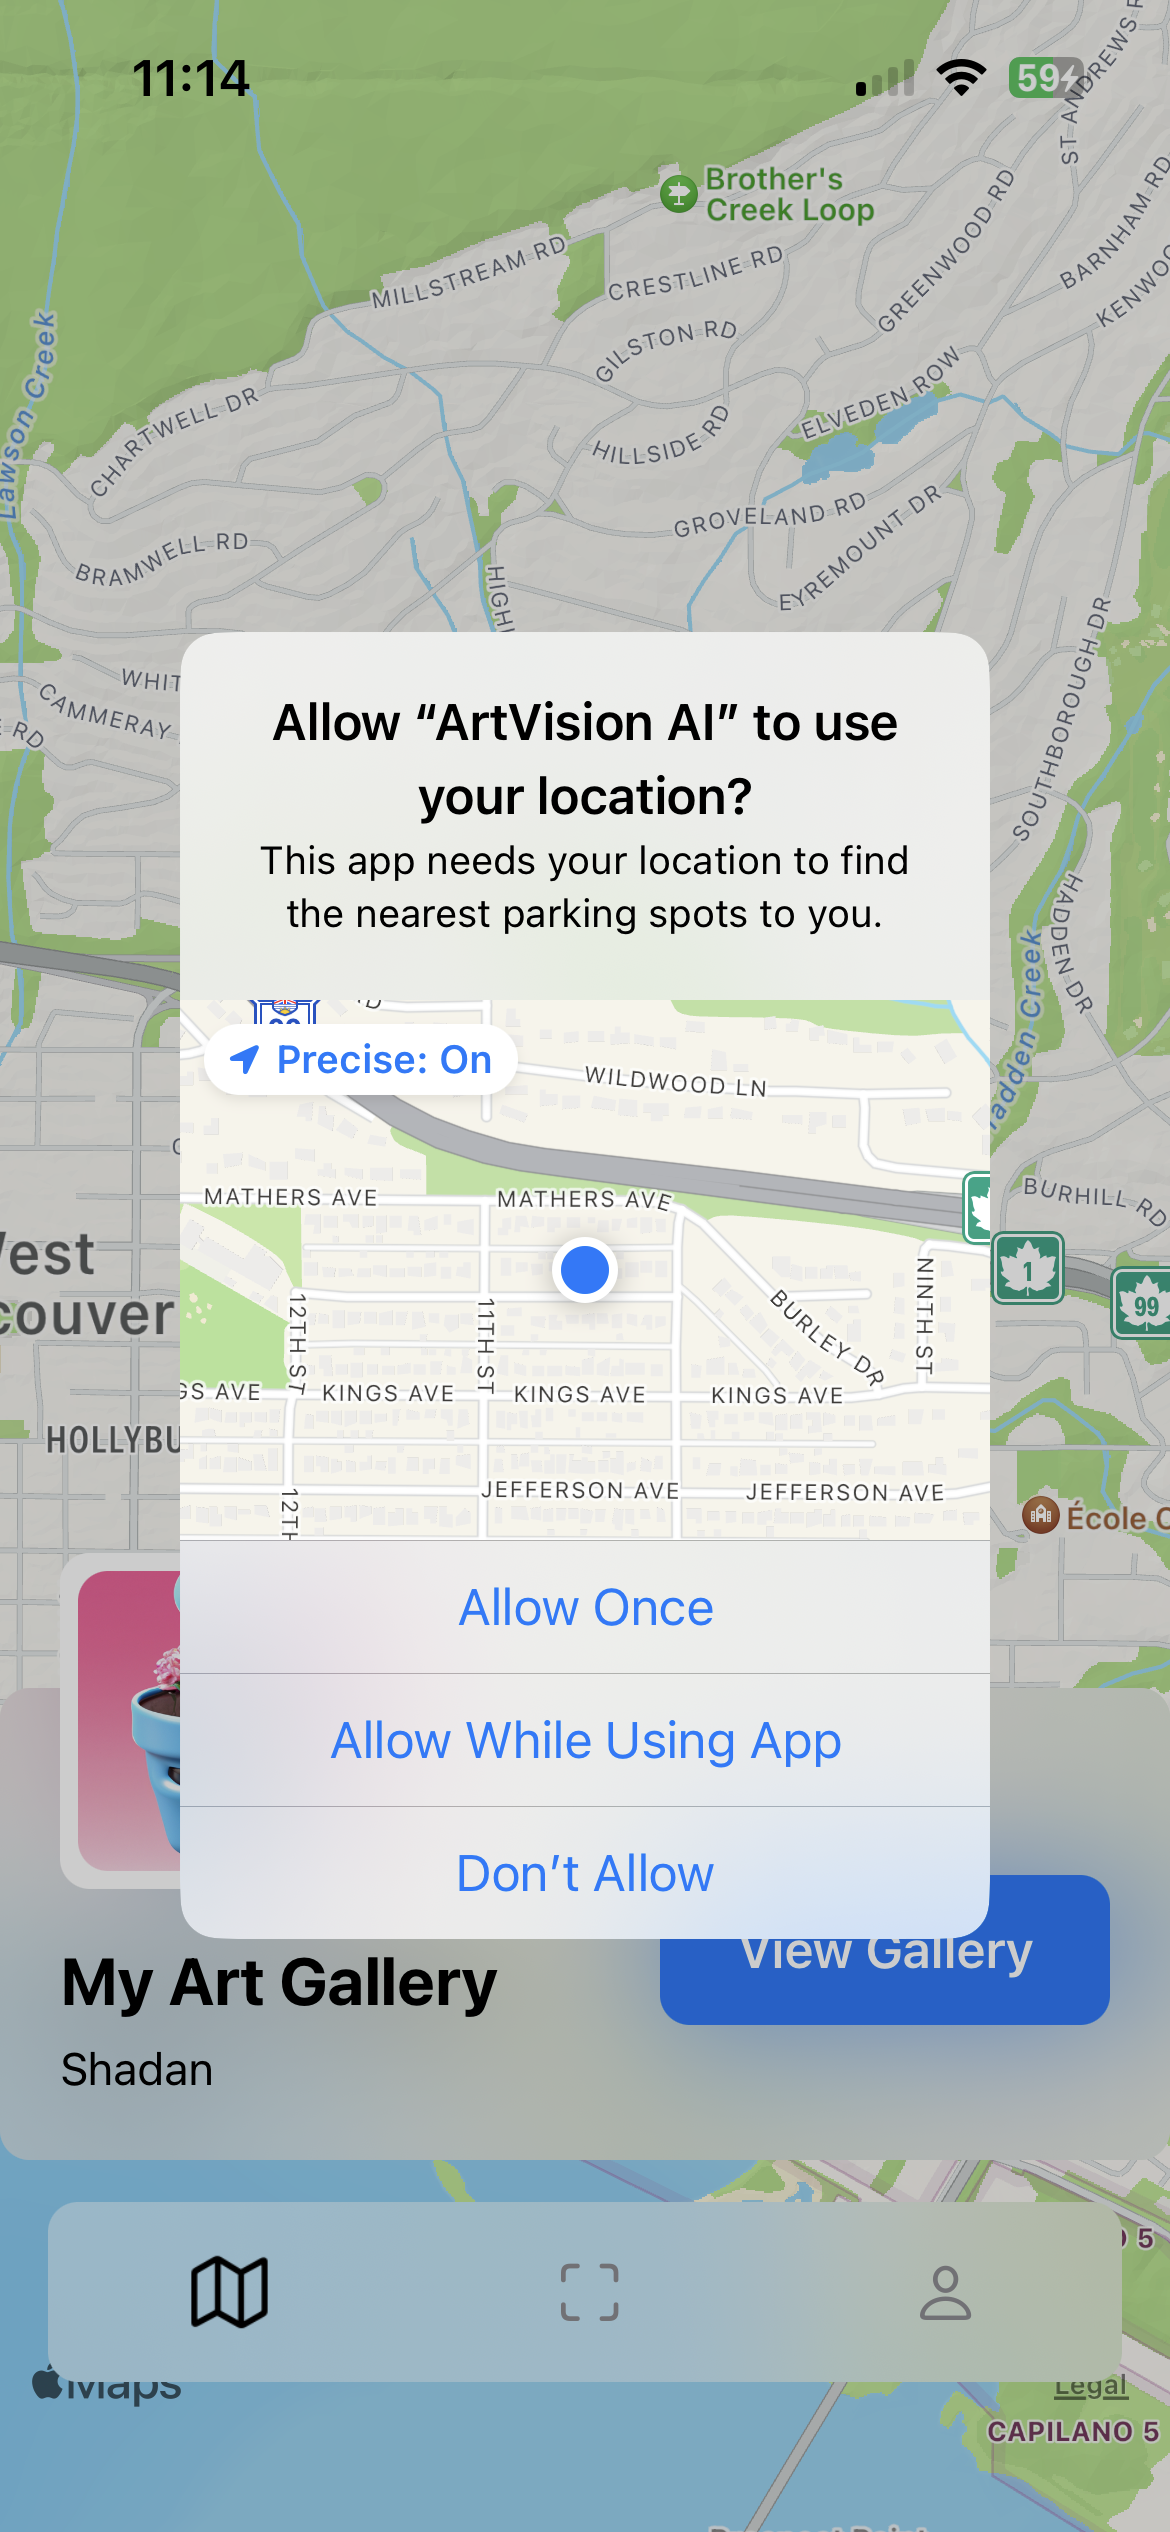 11:14
59
ST ANDREWS R
Brother's
Creek Loop
MILLSTREAM RD
CRESTLINE RD
GREENWOOD RD
BARNHAM RD
KENWOO
GILSTON RD
Lawson Creek
CHARTWELL DR
ELVEDEN ROW
HILLSIDE RD
GROVELAND RD
EYREMOUNT DR
BRAMWELL RD
HIGHL
WHIT
CAMMERAY
RD
SOUTHBOROUGH DR
Allow “ArtVision AI” to use
your location?
This app needs your location to find
the nearest parking spots to you.
HADDEN DR
Hadden Creek
Precise: On
WILDWOOD LN
MATHERS AVE
MATHERS AVE
BURHILL RD
1
99
West
couver
12TH ST
11TH ST
BURLEY DR
NINTH ST
GS AVE
KINGS AVE
KINGS AVE
KINGS AVE
HOLLYBU
JEFFERSON AVE
JEFFERSON AVE
12TH
École C
Allow Once
Allow While Using App
Don’t Allow
View Gallery
My Art Gallery
Shadan
5
Maps
Legal
CAPILANO 5